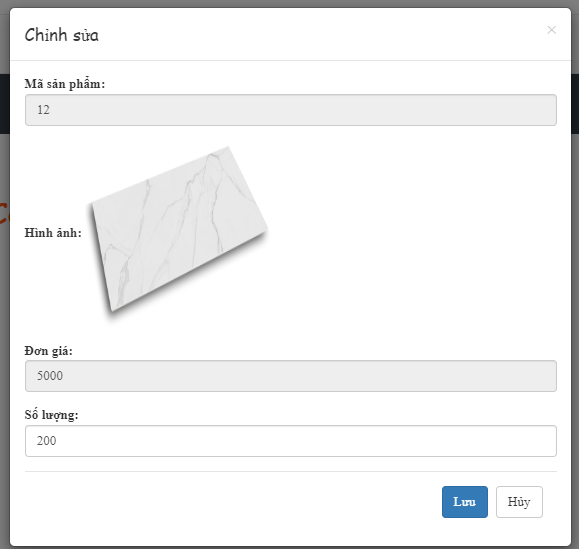 Chỉnh sửa
×
Mã sản phẩm:
12
Hình ảnh:
Đơn giá:
5000
Số lượng:
200
Lưu Hủy